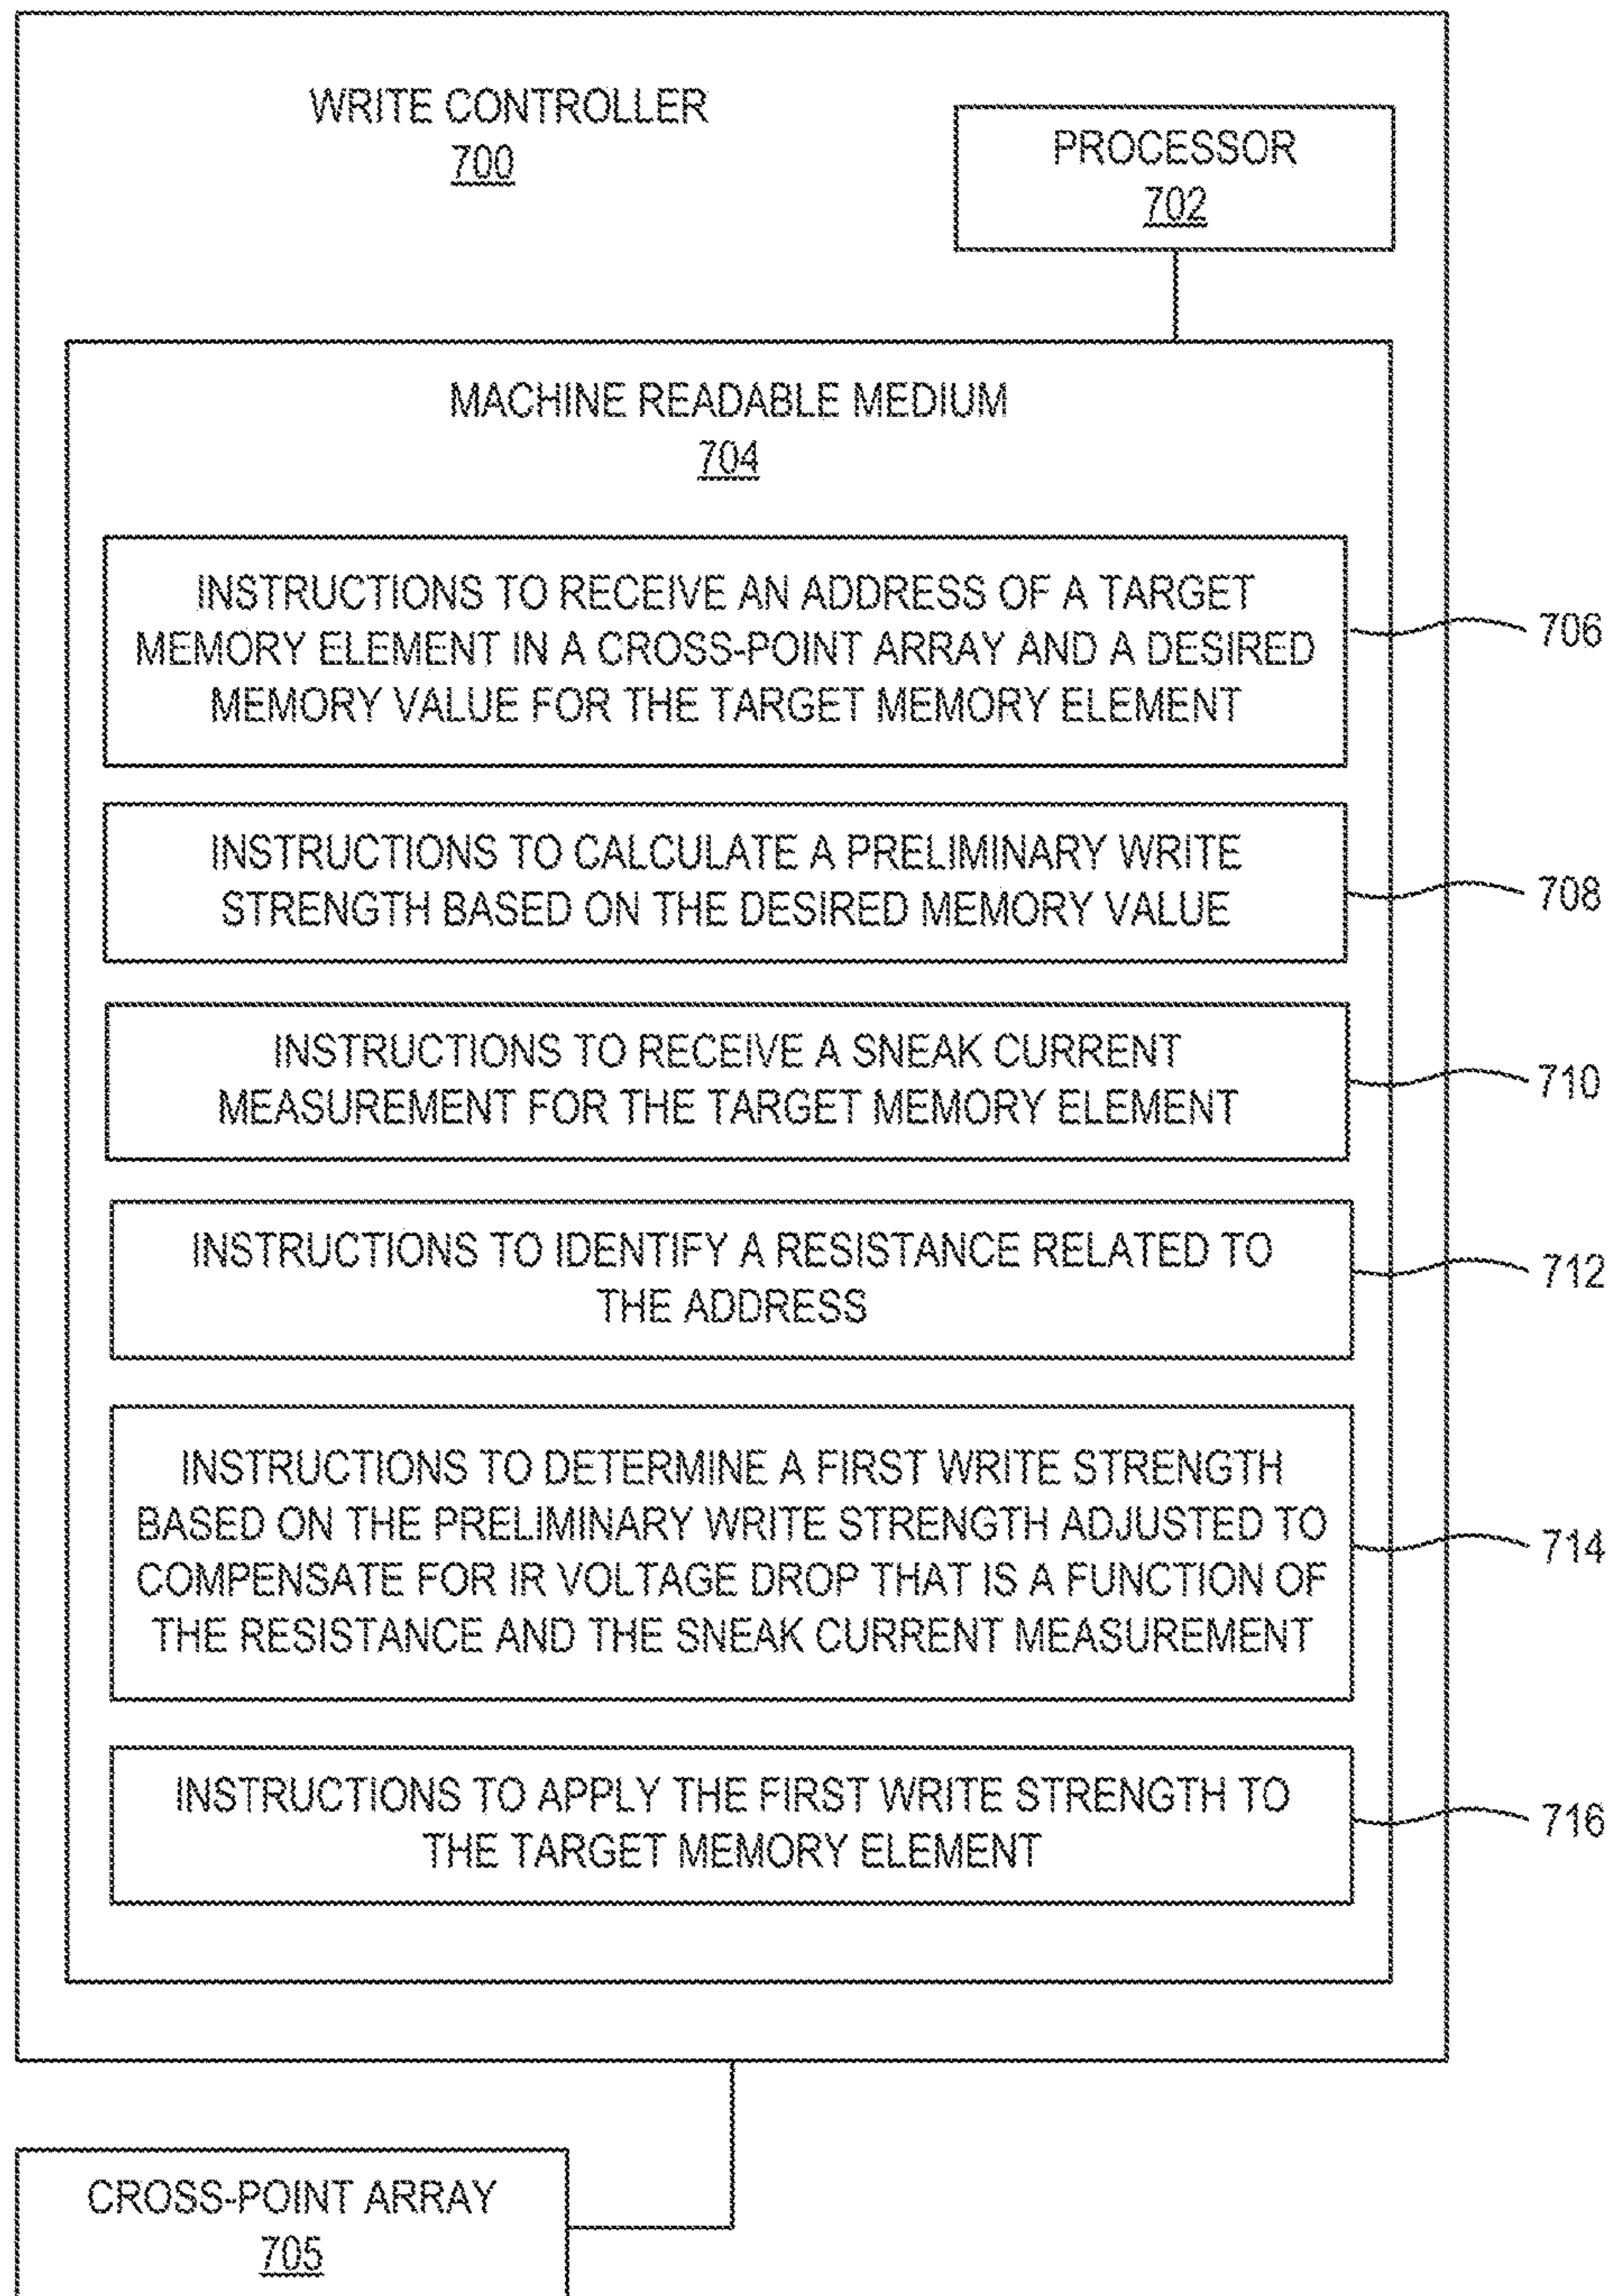 WRITE CONTROLLER
700
PROCESSOR
702
MACHINE READABLE MEDIUM
704
INSTRUCTIONS TO RECEIVE AN ADDRESS OF A TARGET
MEMORY ELEMENT IN A CROSS-POINT ARRAY AND A DESIRED
MEMORY VALUE FOR THE TARGET MEMORY ELEMENT
706
INSTRUCTIONS TO CALCULATE A PRELIMINARY WRITE
STRENGTH BASED ON THE DESIRED MEMORY VALUE
708
INSTRUCTIONS TO RECEIVE A SNEAK CURRENT
MEASUREMENT FOR THE TARGET MEMORY ELEMENT
710
INSTRUCTIONS TO IDENTIFY A RESISTANCE RELATED TO
THE ADDRESS
712
INSTRUCTIONS TO DETERMINE A FIRST WRITE STRENGTH
BASED ON THE PRELIMINARY WRITE STRENGTH ADJUSTED TO
COMPENSATE FOR IR VOLTAGE DROP THAT IS A FUNCTION OF
THE RESISTANCE AND THE SNEAK CURRENT MEASUREMENT
714
INSTRUCTIONS TO APPLY THE FIRST WRITE STRENGTH TO
THE TARGET MEMORY ELEMENT
716
CROSS-POINT ARRAY
705